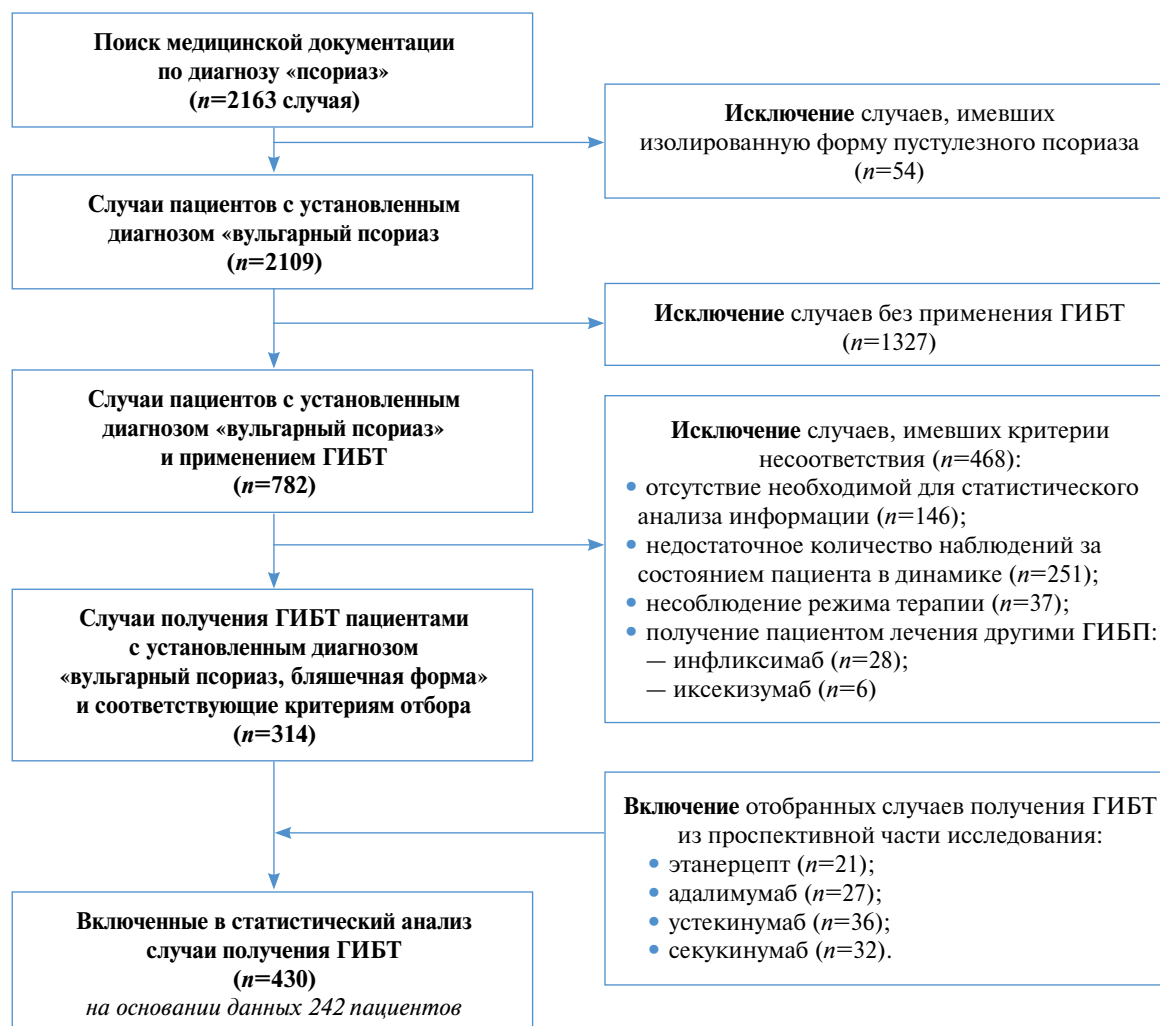 Поиск медицинской документации
по диагнозу «псориаз»
(n=2163 случая)
Исключение случаев, имевших
изолированную форму пустулезного псориаза
(n=54)
Случаи пациентов с установленным
диагнозом «вульгарный псориаз
(n=2109)
Исключение случаев без применения ГИБТ
(n=1327)
Случаи пациентов с установленным
диагнозом «вульгарный псориаз»
и применением ГИБТ
(n=782)
Исключение случаев, имевших критерии
несоответствия (n=468):
• отсутствие необходимой для статистического
анализа информации (n=146);
• недостаточное количество наблюдений за
состоянием пациента в динамике (n=251);
• несоблюдение режима терапии (n=37);
• получение пациентом лечения другими ГИБП:
— инфликсимаб (n=28);
— иксекизумаб (n=6)
Случаи получения ГИБТ пациентами
с установленным диагнозом
«вульгарный псориаз, бляшечная форма»
и соответствующие критериям отбора
(n=314)
Включение отобранных случаев получения ГИБТ
из проспективной части исследования:
• этанерцепт (n=21);
• адалимумаб (n=27);
• устекинумаб (n=36);
• секукинумаб (n=32).
Включенные в статистический анализ
случаи получения ГИБТ
(n=430)
на основании данных 242 пациентов